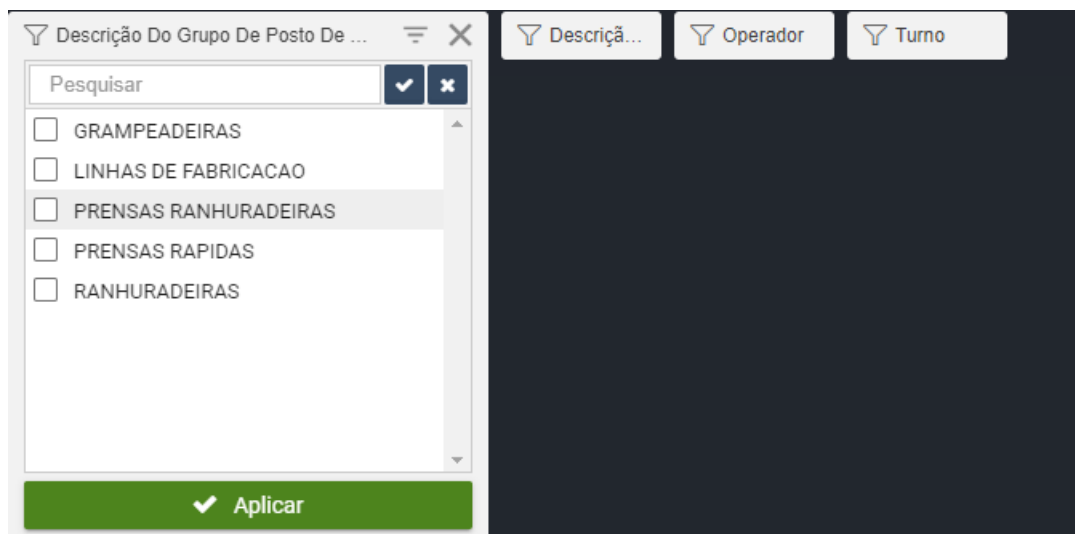 Descrição Do Grupo De Posto De ...
Descriçã...
Operador
Turno
Pesquisar
GRAMPEADEIRAS
LINHAS DE FABRICACAO
PRENSAS RANHURADEIRAS
PRENSAS RAPIDAS
RANHURADEIRAS
Aplicar